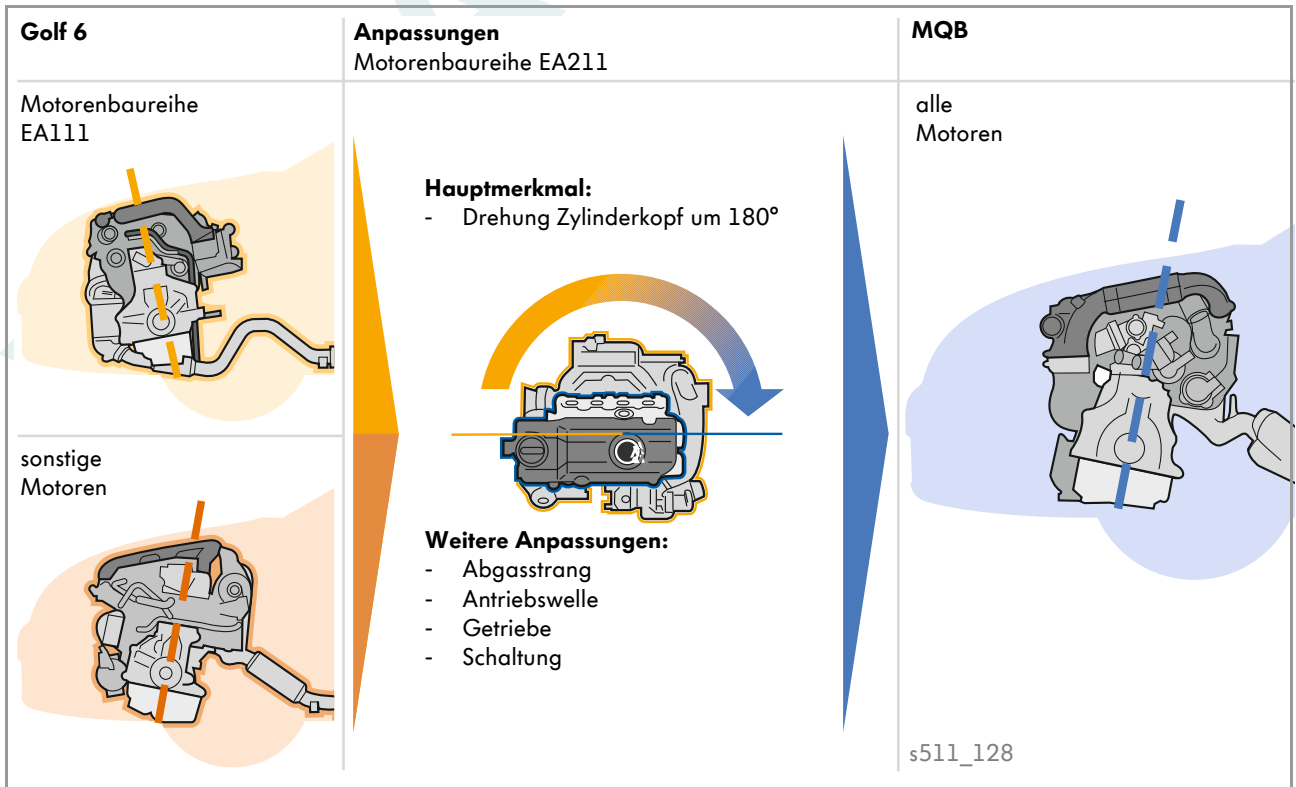 Golf 6
Anpassungen
Motorenbaureihe EA211
MQB
Motorenbaureihe
EA111
sonstige
Motoren
Hauptmerkmal:
- Drehung Zylinderkopf um 180°
Weitere Anpassungen:
- Abgasstrang
- Antriebswelle
- Getriebe
- Schaltung
alle
Motoren
s511_128